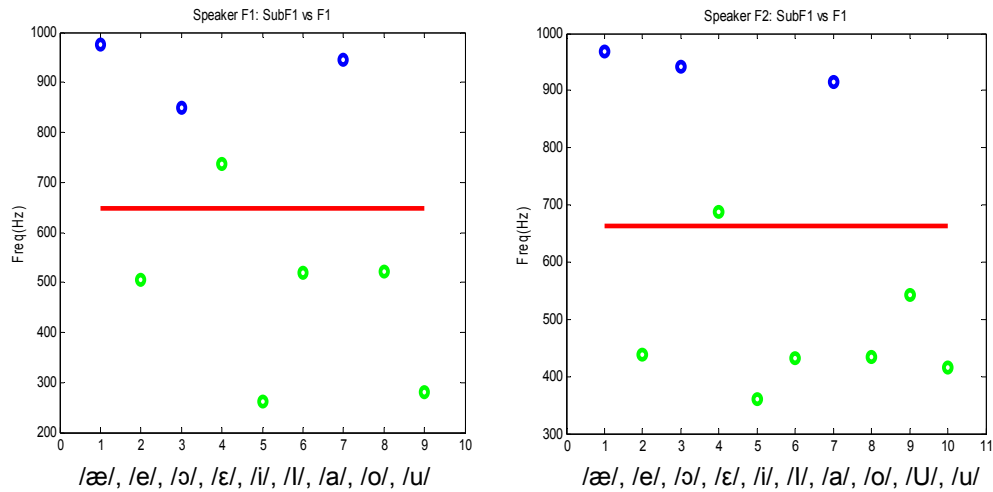 Speaker F1: SubF1 vs F1
1000
900
800
700
600
500
400
300
200
Freq(Hz)
0 1 2 3 4 5 6 7 8 9 10
/æ/, /e/, /ɔ/, /ɛ/, /i/, /I/, /a/, /o/, /u/
Speaker F2: SubF1 vs F1
1000
900
800
700
600
500
400
300
Freq(Hz)
0 1 2 3 4 5 6 7 8 9 10 11
/æ/, /e/, /ɔ/, /ɛ/, /i/, /I/, /a/, /o/, /U/, /u/